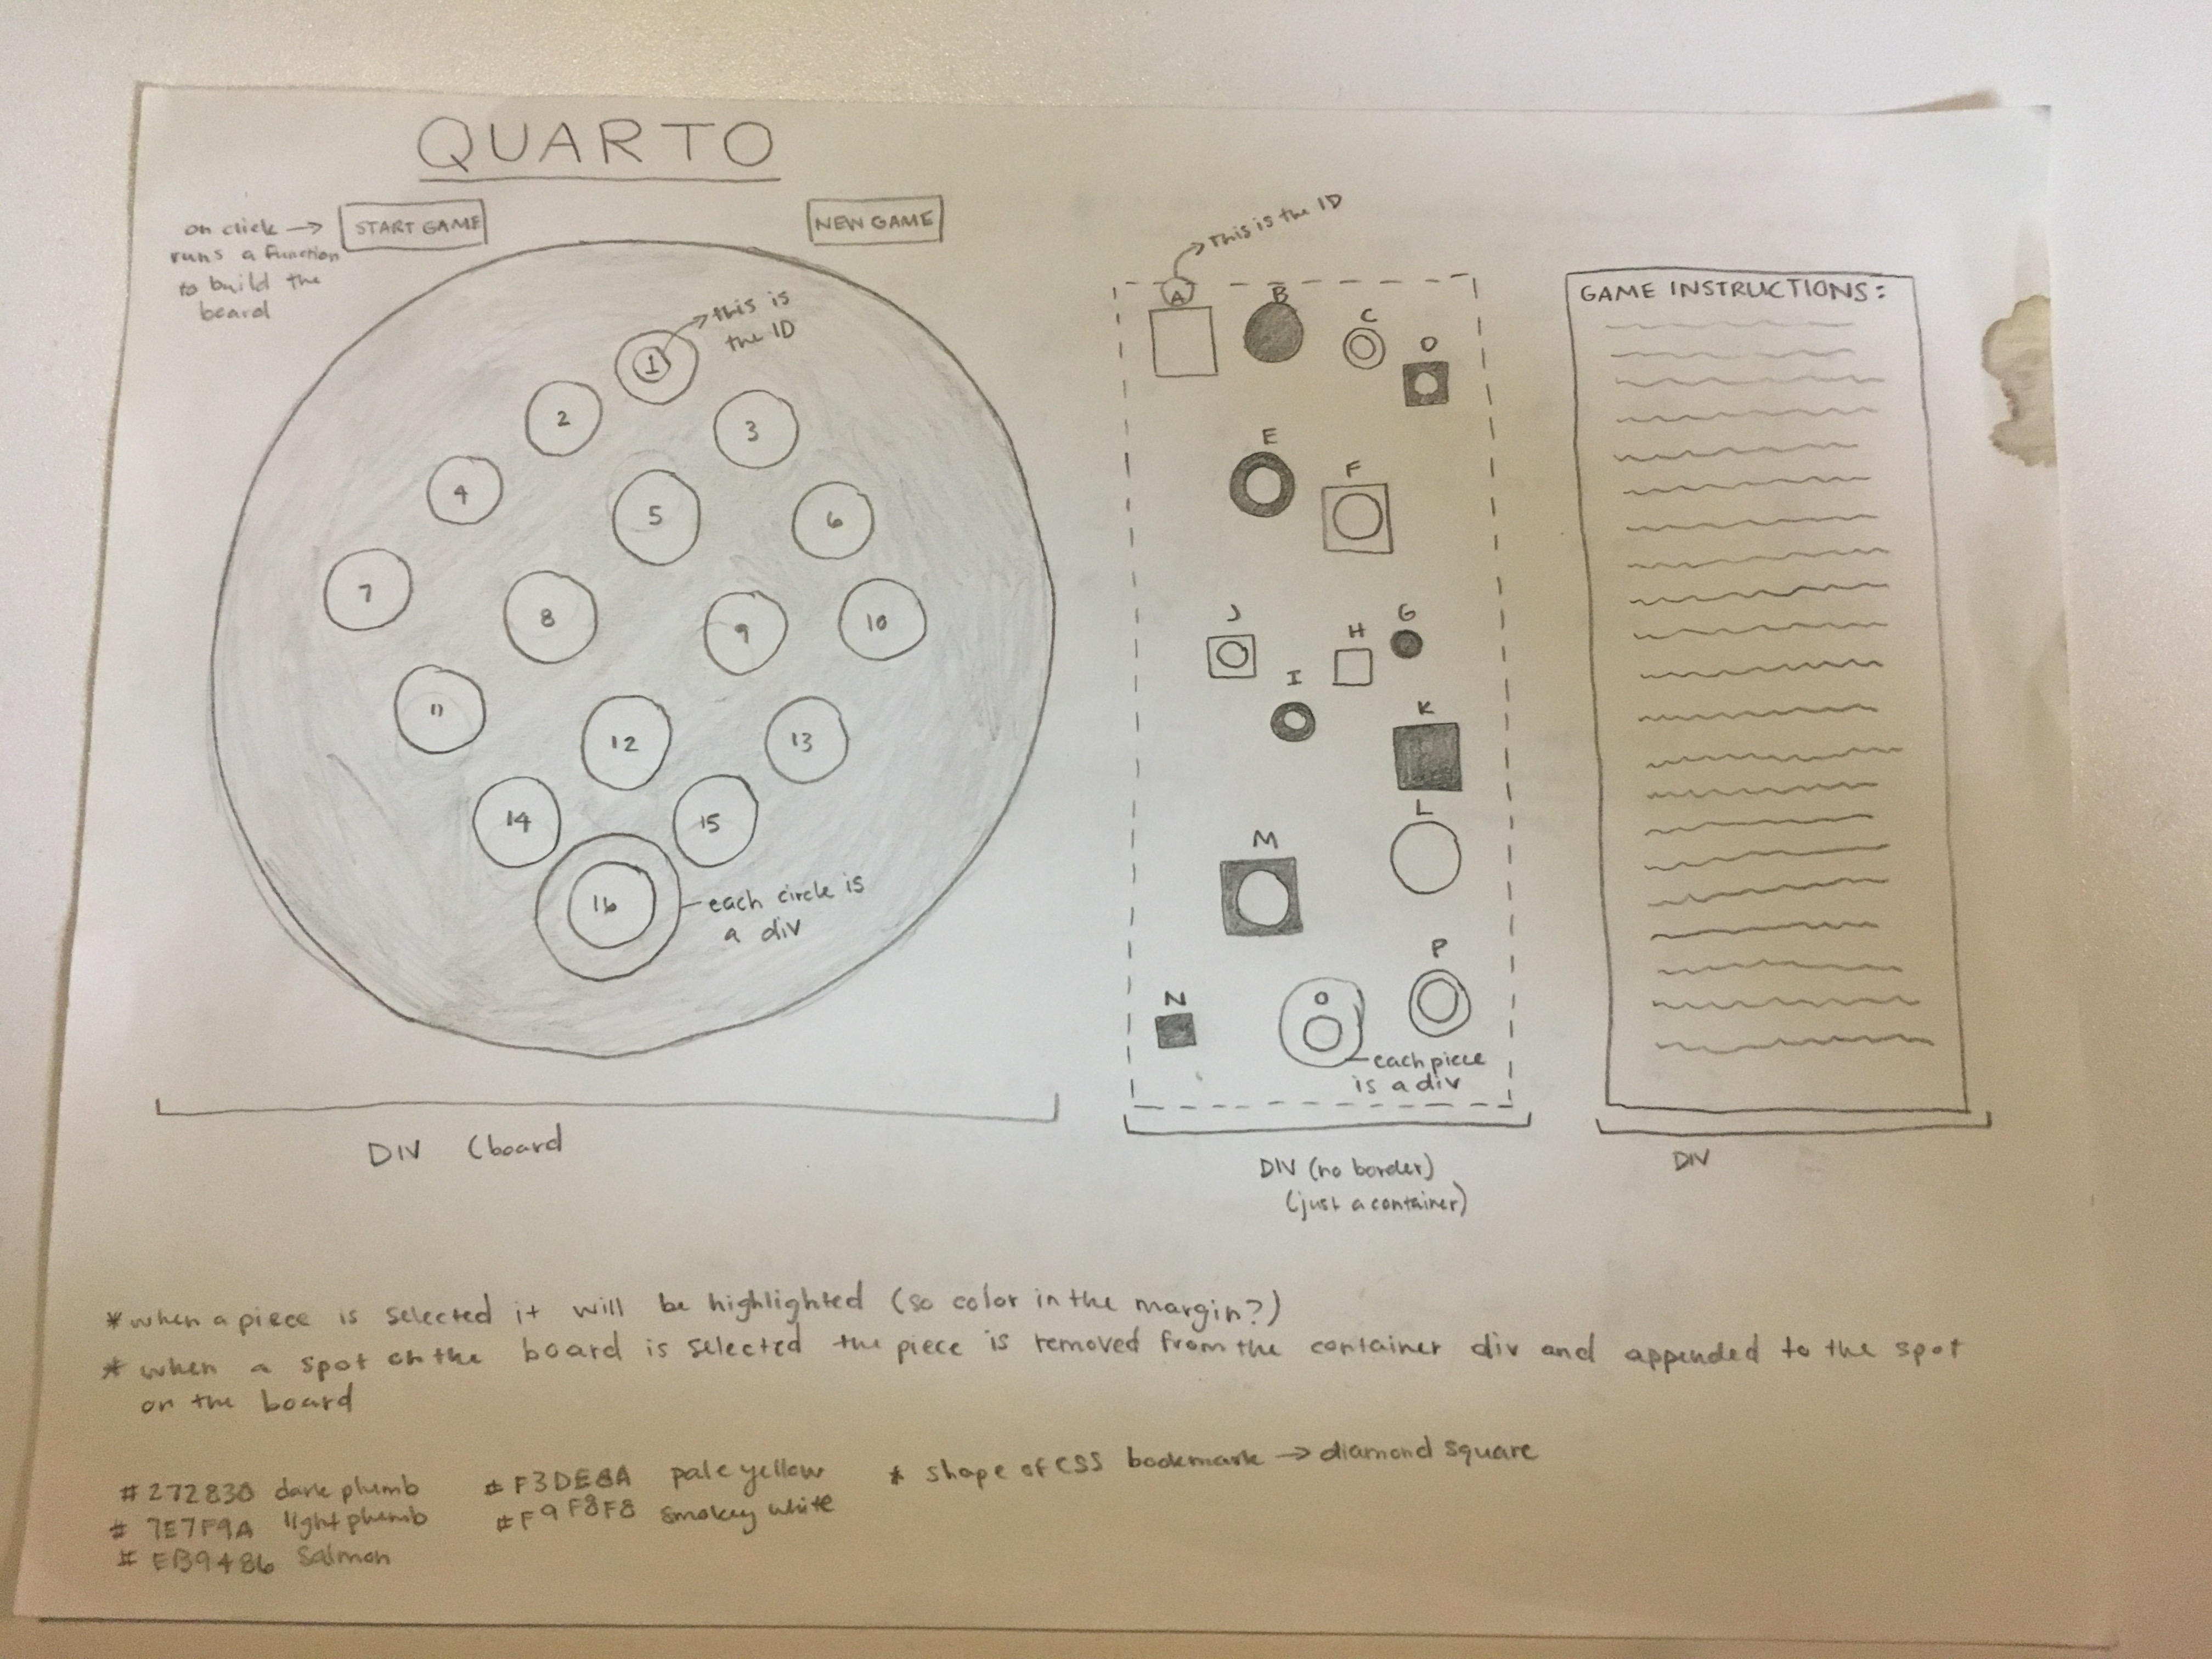 QUARTO
on click → START GAME
runs a function
to build the
board
NEW GAME
this is
the ID
1
2
3
4
5
6
7
8
9
10
11
12
13
14
15
16
each circle is
a div
DIV (board
this is the ID
A
B
C
D
E
F
J
H
G
I
K
L
M
N
O
P
each piece
is a div
DIV (no border)
(just a container)
GAME INSTRUCTIONS:
DIV
* when a piece is selected it will be highlighted (so color in the margin?)
* when a spot on the board is selected the piece is removed from the container div and appended to the spot
on the board
#272838 dark plumb
# 7E7F9A light plumb
# EB9486 Salmon
# F3DE8A pale yellow
#F9F8F8 smokey white
* shape of CSS bookmark → diamond square